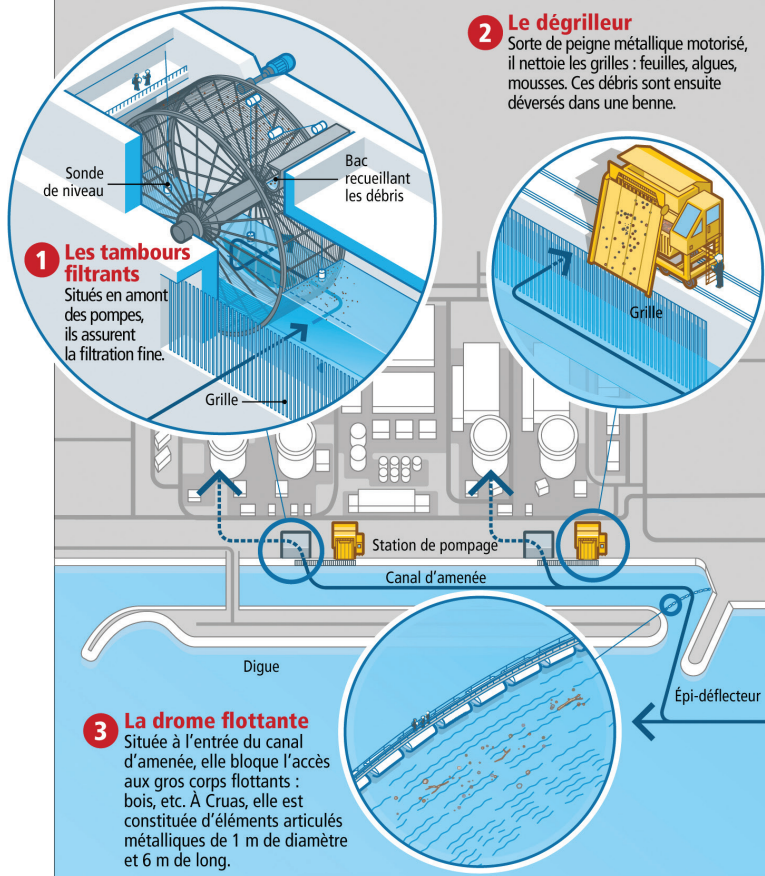 2 Le dégrilleur
Sorte de peigne métallique motorisé,
il nettoie les grilles : feuilles, algues,
mousses. Ces débris sont ensuite
déversés dans une benne.
Sonde
de niveau
Bac
recueillant
les débris
1 Les tambours
filtrants
Situés en amont
des pompes,
ils assurent
la filtration fine.
Grille
Grille
Station de pompage
Canal d’amenée
Digue
Épi-déflecteur
3 La drome flottante
Située à l’entrée du canal
d’amenée, elle bloque l’accès
aux gros corps flottants :
bois, etc. À Cruas, elle est
constituée d’éléments articulés
métalliques de 1 m de diamètre
et 6 m de long.